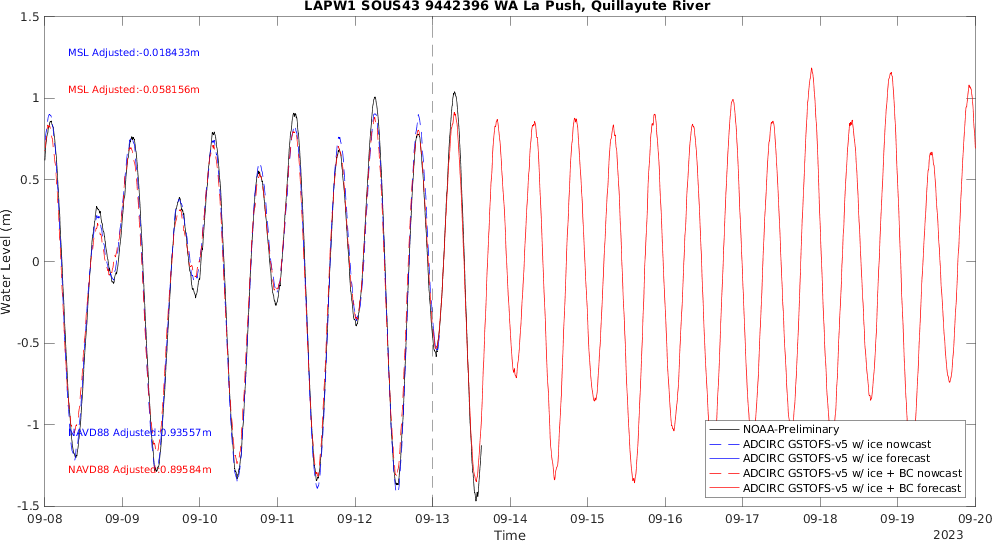 LAPW1 SOUS43 9442396 WA La Push, Quillayute River
1.5
1
0.5
0
-0.5
-1
-1.5
Water Level (m)
MSL Adjusted:-0.018433m
MSL Adjusted:-0.058156m
NAVD88 Adjusted:0.93557m
NAVD88 Adjusted:0.89584m
NOAA-Preliminary
ADCIRC GSTOFS-v5 w/ ice nowcast
ADCIRC GSTOFS-v5 w/ ice forecast
ADCIRC GSTOFS-v5 w/ ice + BC nowcast
ADCIRC GSTOFS-v5 w/ ice + BC forecast
09-08 09-09 09-10 09-11 09-12 09-13 09-14 09-15 09-16 09-17 09-18 09-19 09-20
Time
2023